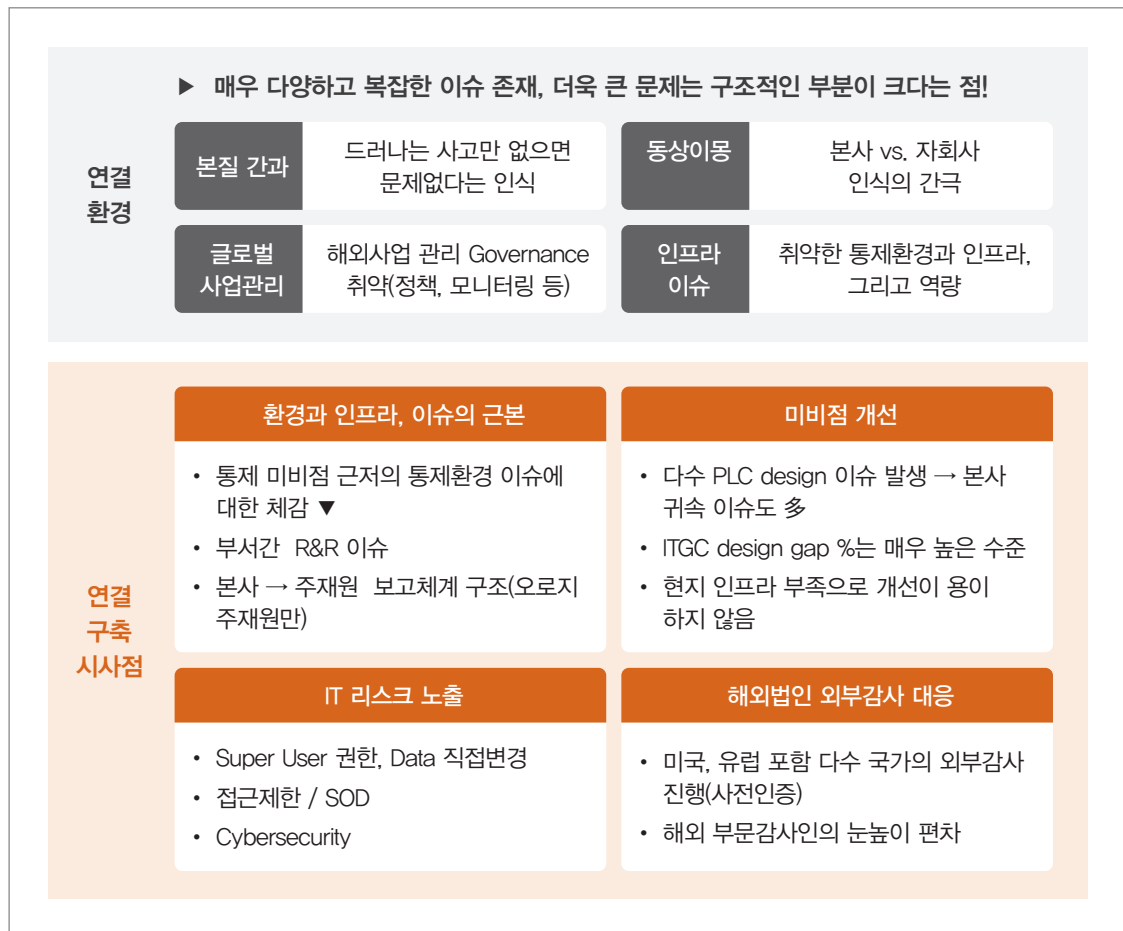 ▶ 매우 다양하고 복잡한 이슈 존재, 더욱 큰 문제는 구조적인 부분이 크다는 점!
연결
환경
본질 간과
드러나는 사고만 없으면
문제없다는 인식
동상이몽
본사 vs. 자회사
인식의 간극
글로벌
사업관리
해외사업 관리 Governance
취약(정책, 모니터링 등)
인프라
이슈
취약한 통제환경과 인프라,
그리고 역량
연결
구축
시사점
환경과 인프라, 이슈의 근본
• 통제 미비점 근저의 통제환경 이슈에
대한 체감 ▼
• 부서간 R&R 이슈
• 본사 → 주재원 보고체계 구조(오로지
주재원만)
미비점 개선
• 다수 PLC design 이슈 발생 → 본사
귀속 이슈도 多
• ITGC design gap %는 매우 높은 수준
• 현지 인프라 부족으로 개선이 용이
하지 않음
IT 리스크 노출
• Super User 권한, Data 직접변경
• 접근제한 / SOD
• Cybersecurity
해외법인 외부감사 대응
• 미국, 유럽 포함 다수 국가의 외부감사
진행(사전인증)
• 해외 부문감사인의 눈높이 편차